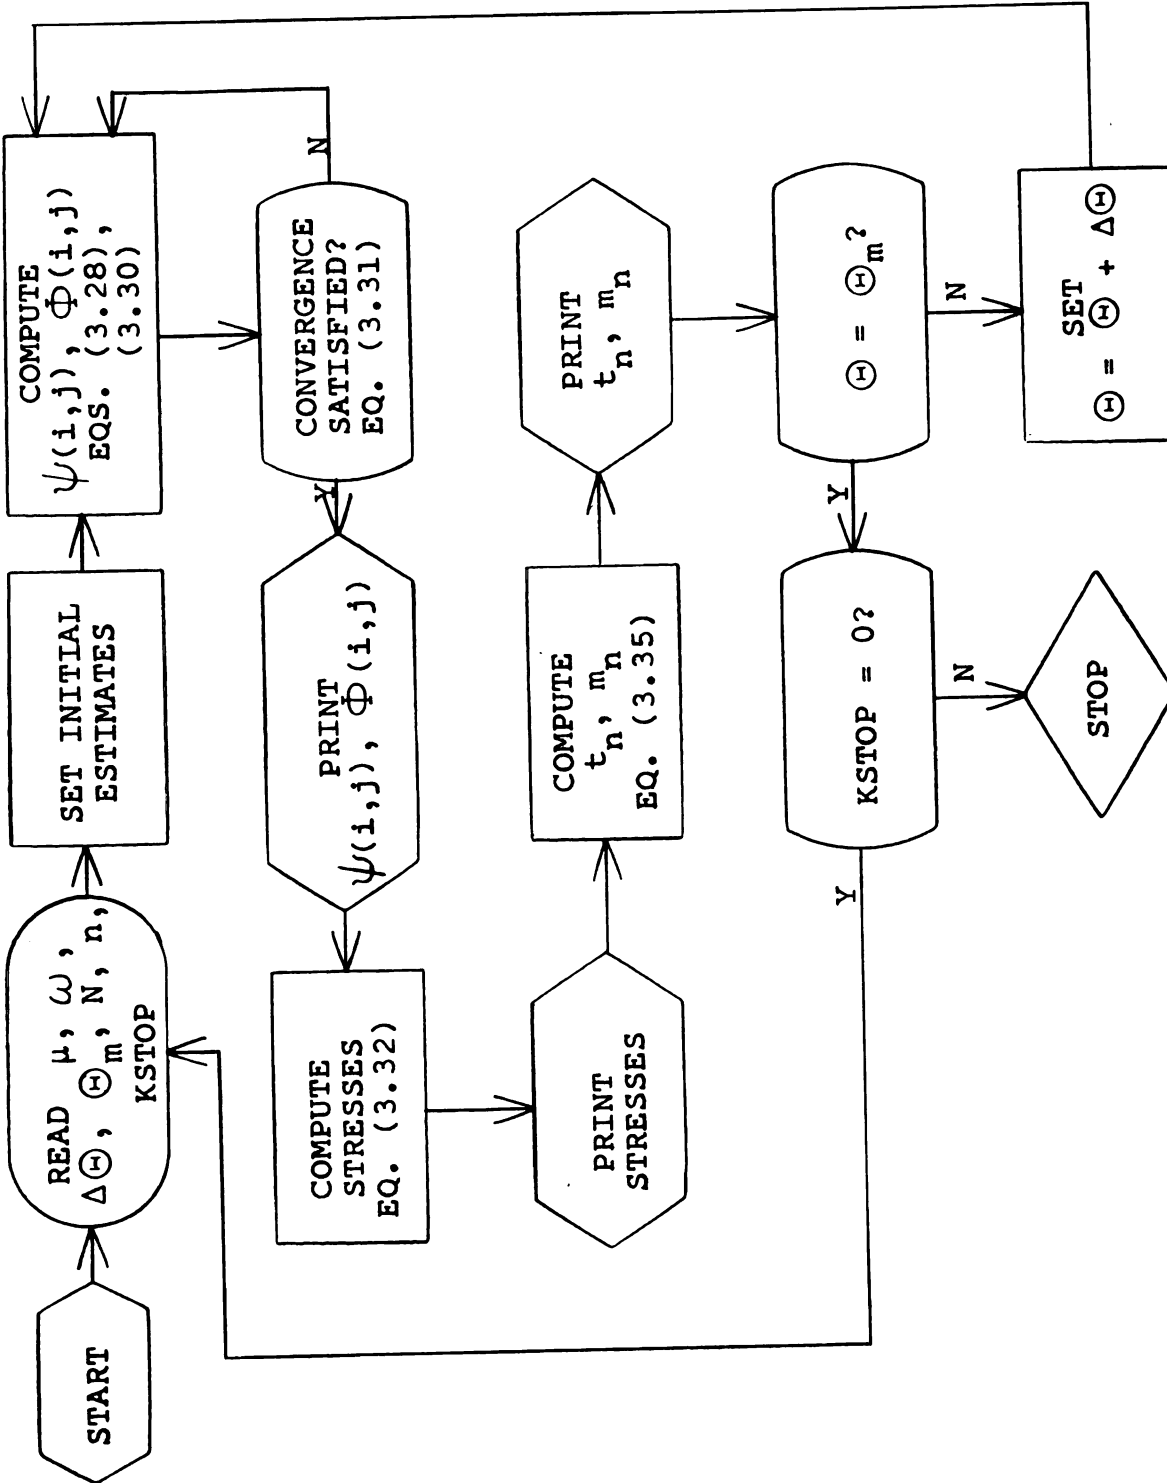 START
READ μ, ω,
ΔΘ, Θm, N, n,
KSTOP
SET INITIAL
ESTIMATES
COMPUTE
ψ(i,j), Φ(i,j)
EQS. (3.28),
(3.30)
CONVERGENCE
SATISFIED?
EQ. (3.31)
N
Y
PRINT
ψ(i,j), Φ(i,j)
COMPUTE
STRESSES
EQ. (3.32)
PRINT
STRESSES
COMPUTE
tn, mn
EQ. (3.35)
PRINT
tn, mn
Θ = Θm?
N
SET
Θ = Θ + ΔΘ
Y
KSTOP = 0?
Y
N
STOP